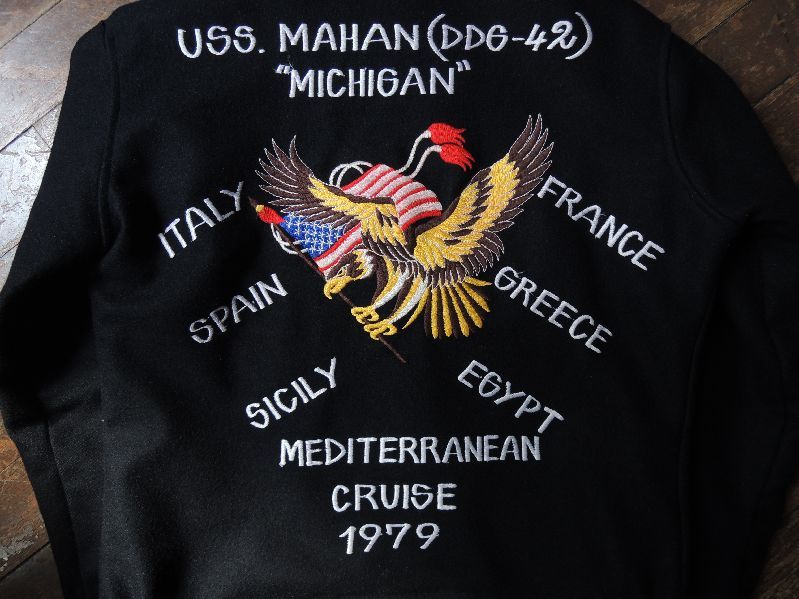 USS. MAHAN (DDG-42)
"MICHIGAN"
ITALY
FRANCE
SPAIN
GREECE
SICILY
EGYPT
MEDITERRANEAN
CRUISE
1979